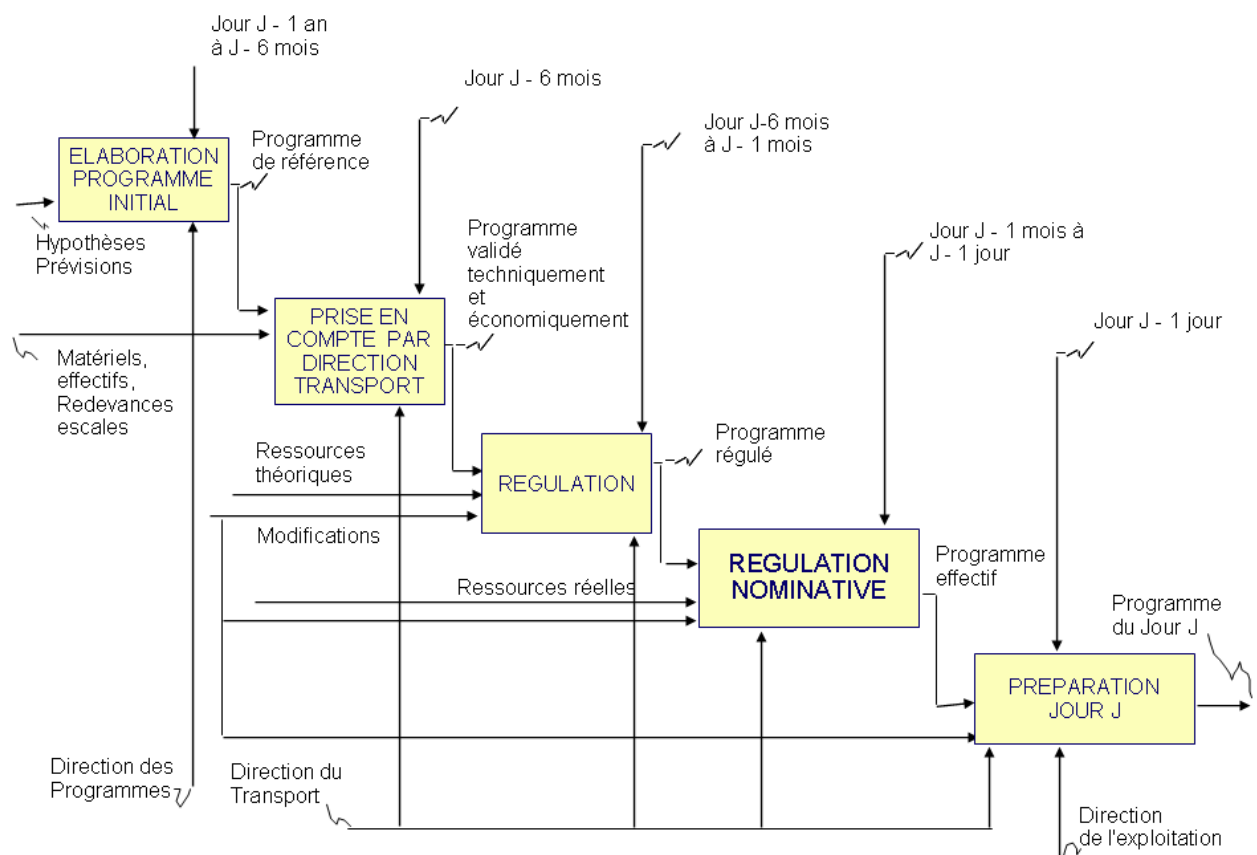 Jour J - 1 an
à J - 6 mois
Jour J - 6 mois
Jour J-6 mois
à J - 1 mois
ELABORATION
PROGRAMME
INITIAL
Programme
de référence
Hypothèses
Prévisions
Programme
validé
techniquement
et
économiquement
Jour J - 1 mois à
J - 1 jour
PRISE EN
COMPTE PAR
DIRECTION
TRANSPORT
Jour J - 1 jour
Matériels,
effectifs,
Redevances
escales
Ressources
théoriques
REGULATION
Programme
régulé
Modifications
REGULATION
NOMINATIVE
Programme
effectif
Ressources réelles
Programme
du Jour J
PREPARATION
JOUR J
Direction des
Programmes
Direction du
Transport
Direction
de l'exploitation